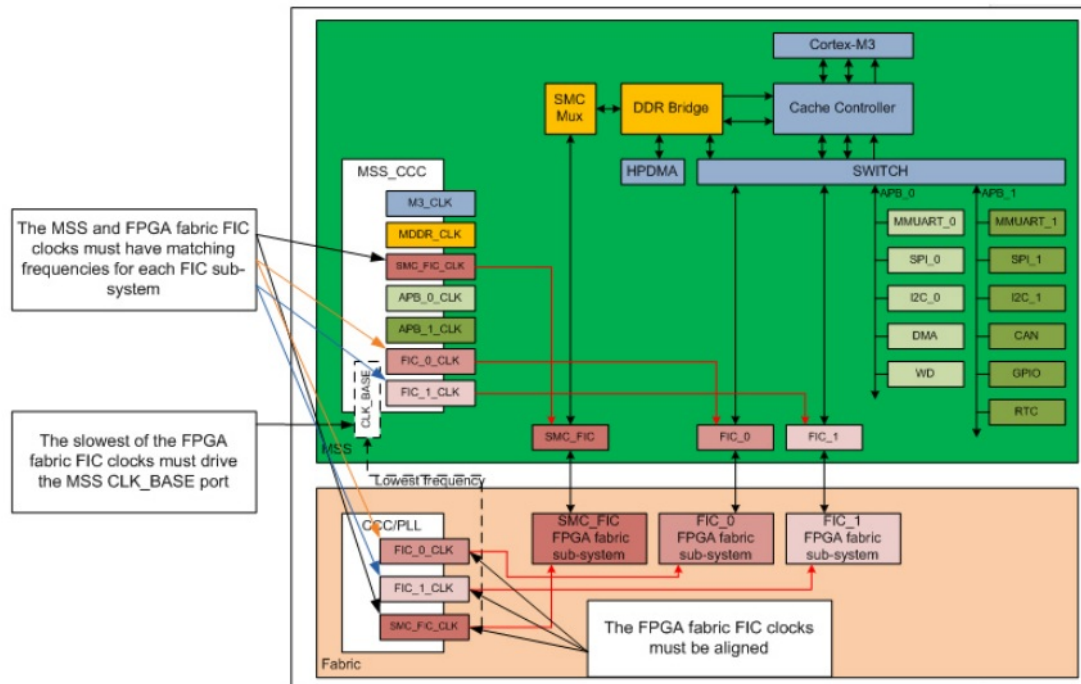 Cortex-M3
SMC
Mux
DDR Bridge
Cache Controller
HPDMA
SWITCH
APB_0
APB_1
MMUART_0
SPI_0
I2C_0
DMA
WD
MMUART_1
SPI_1
I2C_1
CAN
GPIO
RTC
MSS_CCC
M3_CLK
MDDR_CLK
SMC_FIC_CLK
APB_0_CLK
APB_1_CLK
FIC_0_CLK
FIC_1_CLK
CLK_BASE
The MSS and FPGA fabric FIC
clocks must have matching
frequencies for each FIC sub-
system
The slowest of the FPGA
fabric FIC clocks must drive
the MSS CLK_BASE port
MSS
SMC_FIC
FIC_0
FIC_1
Lowest frequency
CCC/PLL
FIC_0_CLK
FIC_1_CLK
SMC_FIC_CLK
SMC_FIC
FPGA fabric
sub-system
FIC_0
FPGA fabric
sub-system
FIC_1
FPGA fabric
sub-system
The FPGA fabric FIC clocks
must be aligned
Fabric